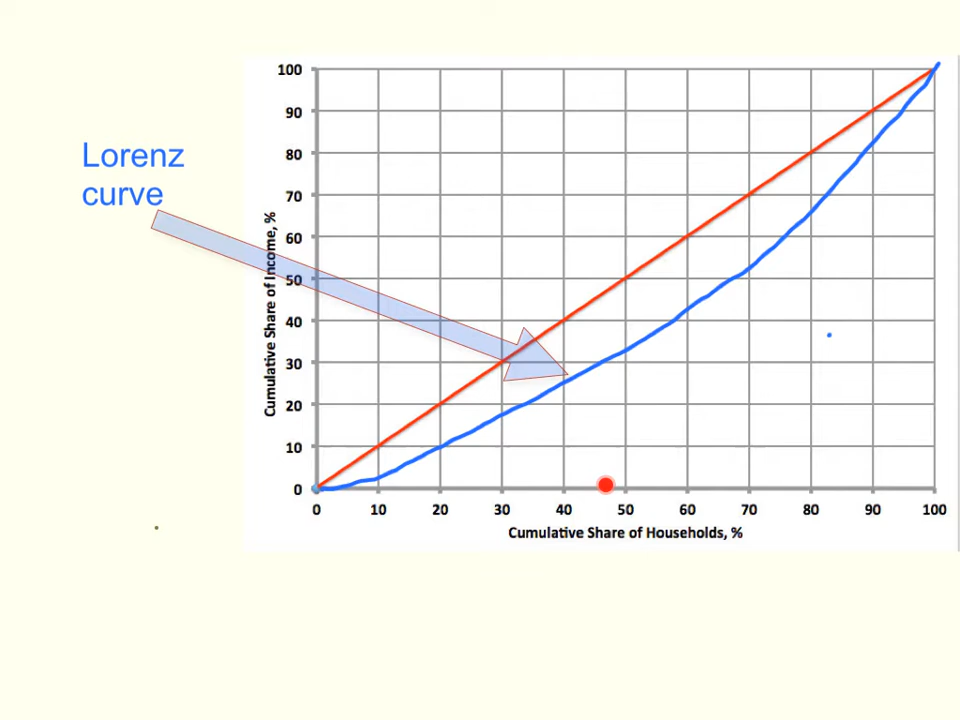 Lorenz
curve
Cumulative Share of Income, %
100
90
80
70
60
50
40
30
20
10
0
0 10 20 30 40 50 60 70 80 90 100
Cumulative Share of Households, %